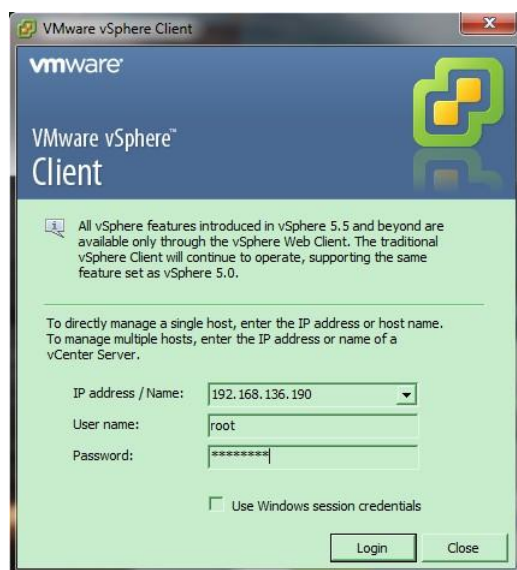 VMware vSphere Client
vmware
VMware vSphere™
Client
All vSphere features introduced in vSphere 5.5 and beyond are
available only through the vSphere Web Client. The traditional
vSphere Client will continue to operate, supporting the same
feature set as vSphere 5.0.
To directly manage a single host, enter the IP address or host name.
To manage multiple hosts, enter the IP address or name of a
vCenter Server.
IP address / Name: 192.168.136.190
User name: root
Password: ********
Use Windows session credentials
Login Close